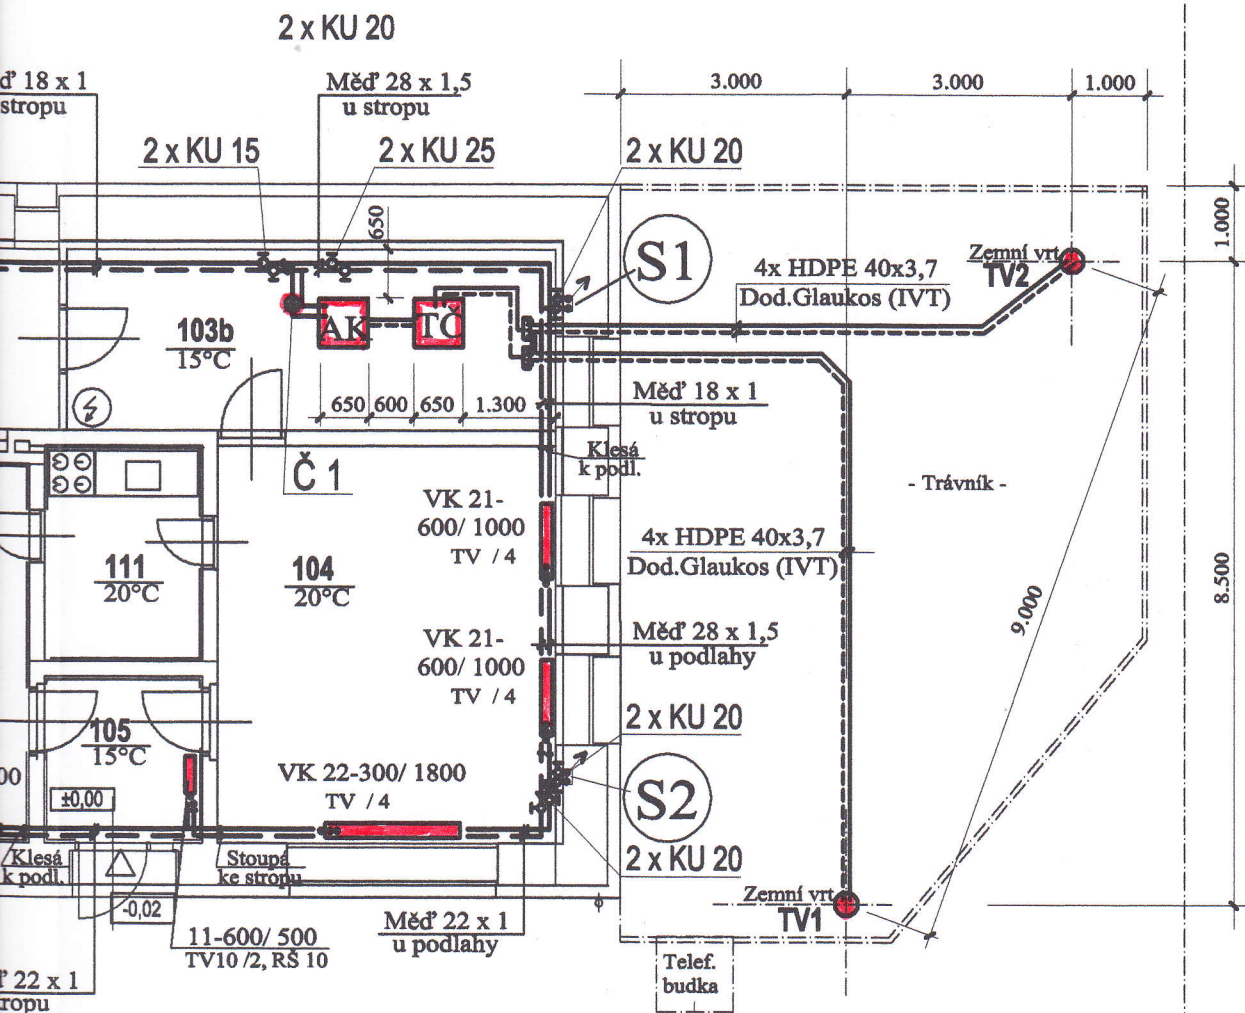 2 x KU 20
ď 18 x 1
stropu
Měď 28 x 1,5
u stropu
3.000
3.000
1.000
2 x KU 15
2 x KU 25
2 x KU 20
650
1.000
S1
Zemní vrt
TV2
4x HDPE 40x3,7
Dod.Glaukos (IVT)
103b
15°C
AK
TČ
650
600
650
1.300
Měď 18 x 1
u stropu
Klesá
k podl.
Č 1
- Trávník -
VK 21-
600/ 1000
TV / 4
4x HDPE 40x3,7
Dod.Glaukos (IVT)
111
20°C
104
20°C
8.500
9.000
VK 21-
600/ 1000
TV / 4
Měď 28 x 1,5
u podlahy
2 x KU 20
105
15°C
00
±0,00
VK 22-300/ 1800
TV / 4
S2
Klesá
k podl.
Stoupá
ke stropu
2 x KU 20
-0,02
Zemní vrt
TV1
11-600/ 500
TV10 /2, RŠ 10
Měď 22 x 1
u podlahy
Telef.
budka
ď 22 x 1
tropu